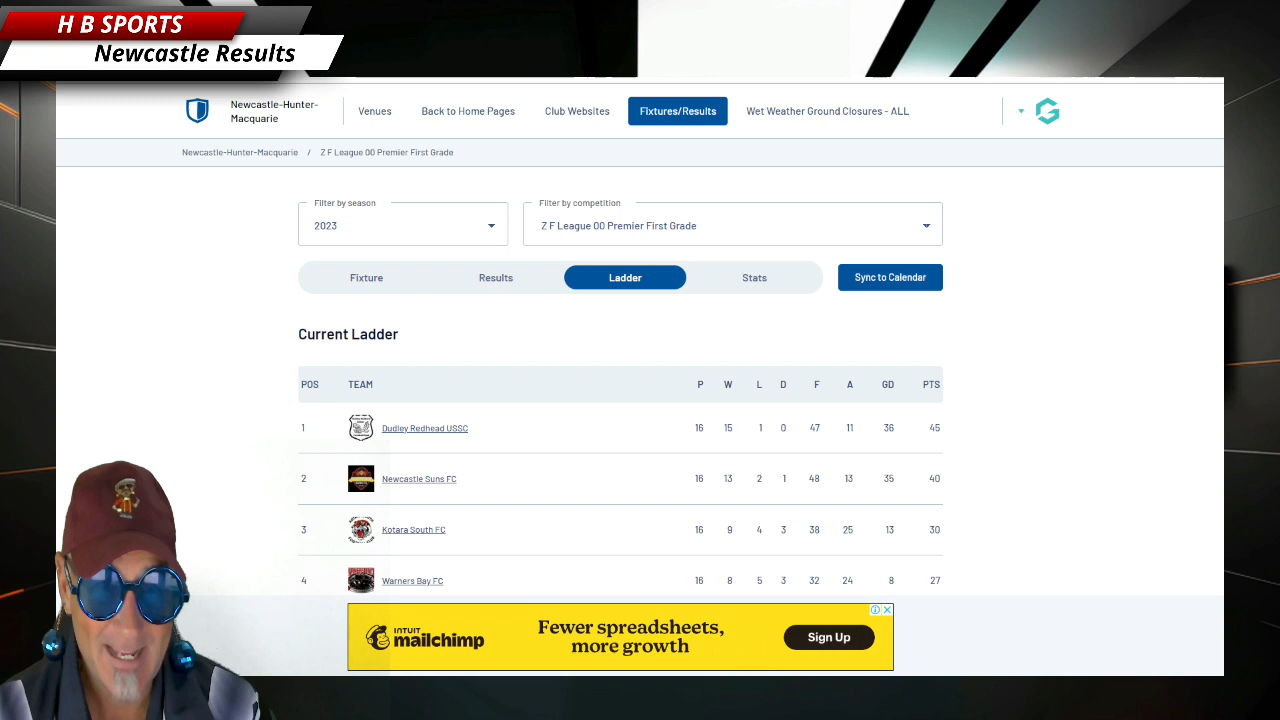 H B SPORTS
Newcastle Results
Newcastle-Hunter-
Macquarie
Venues
Back to Home Pages
Club Websites
Fixtures/Results
Wet Weather Ground Closures - ALL
Newcastle-Hunter-Macquarie / Z F League 00 Premier First Grade
Filter by season
2023
Filter by competition
Z F League 00 Premier First Grade
Fixture
Results
Ladder
Stats
Sync to Calendar
Current Ladder
POS TEAM P W L D F A GD PTS
1 Dudley Redhead USSC 16 15 1 0 47 11 36 45
2 Newcastle Suns FC 16 13 2 1 48 13 35 40
3 Kotara South FC 16 9 4 3 38 25 13 30
4 Warners Bay FC 16 8 5 3 32 24 8 27
INTUIT
mailchimp
Fewer spreadsheets,
more growth
Sign Up